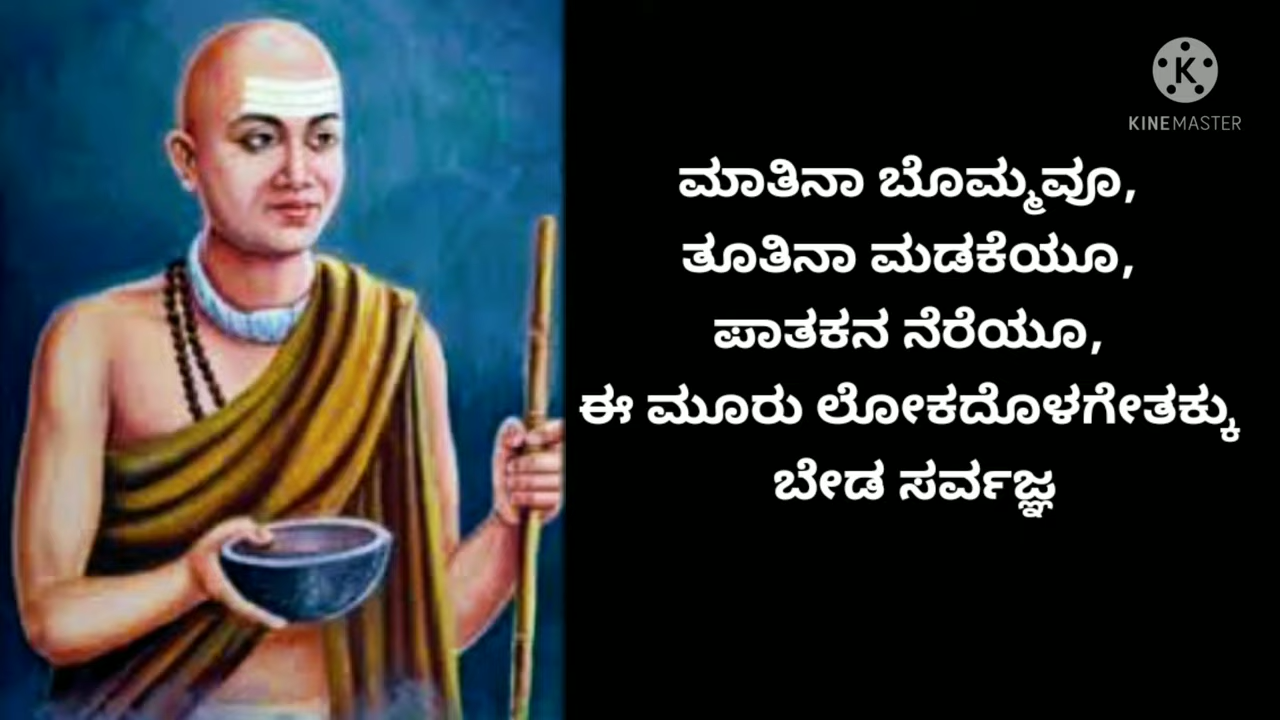 KINEMASTER
ಮಾತಿನಾ ಬೊಮ್ಮವೂ,
ತೂತಿನಾ ಮಡಕೆಯೂ,
ಪಾತಕನ ನೆರೆಯೂ,
ಈ ಮೂರು ಲೋಕದೊಳಗೇತಕ್ಕು
ಬೇಡ ಸರ್ವಜ್ಞ